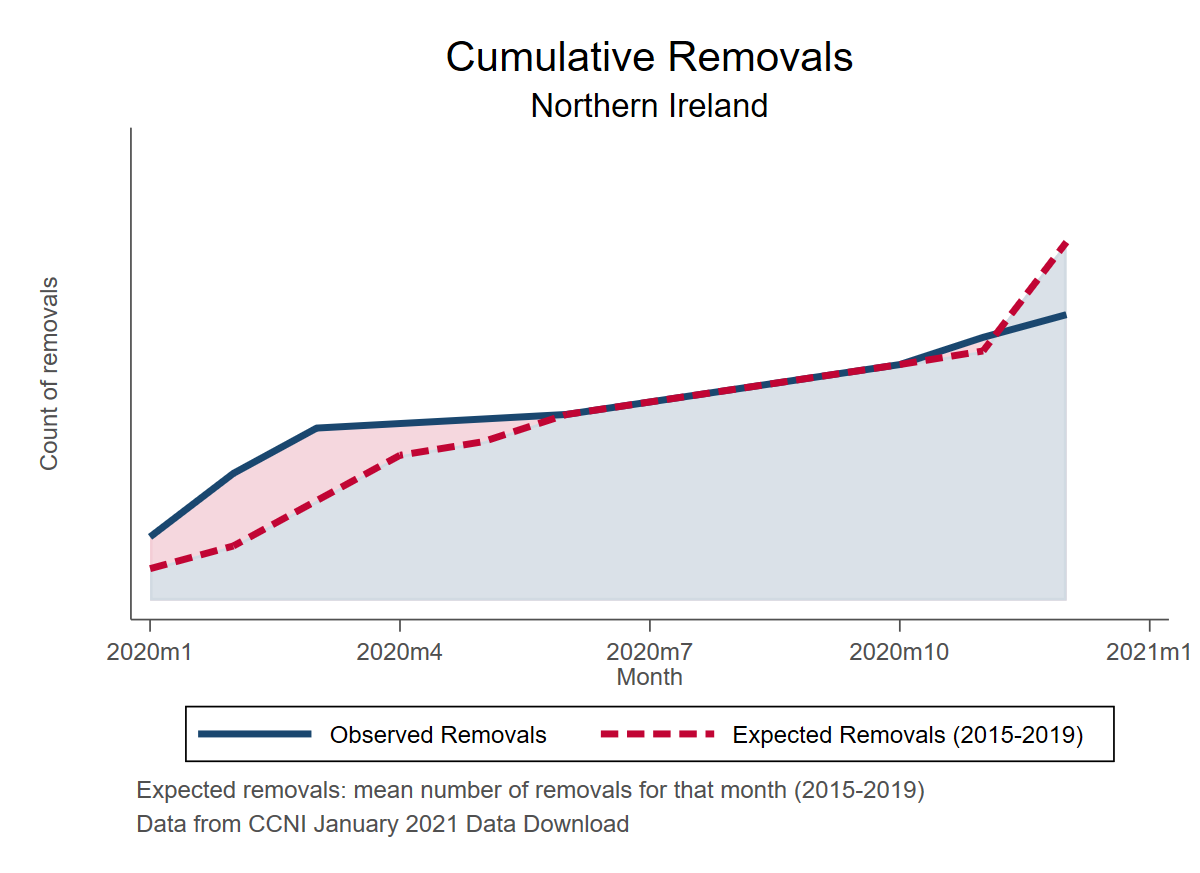 Cumulative Removals
Northern Ireland
Count of removals
2020m1 2020m4 2020m7 2020m10 2021m1
Month
Observed Removals Expected Removals (2015-2019)
Expected removals: mean number of removals for that month (2015-2019)
Data from CCNI January 2021 Data Download